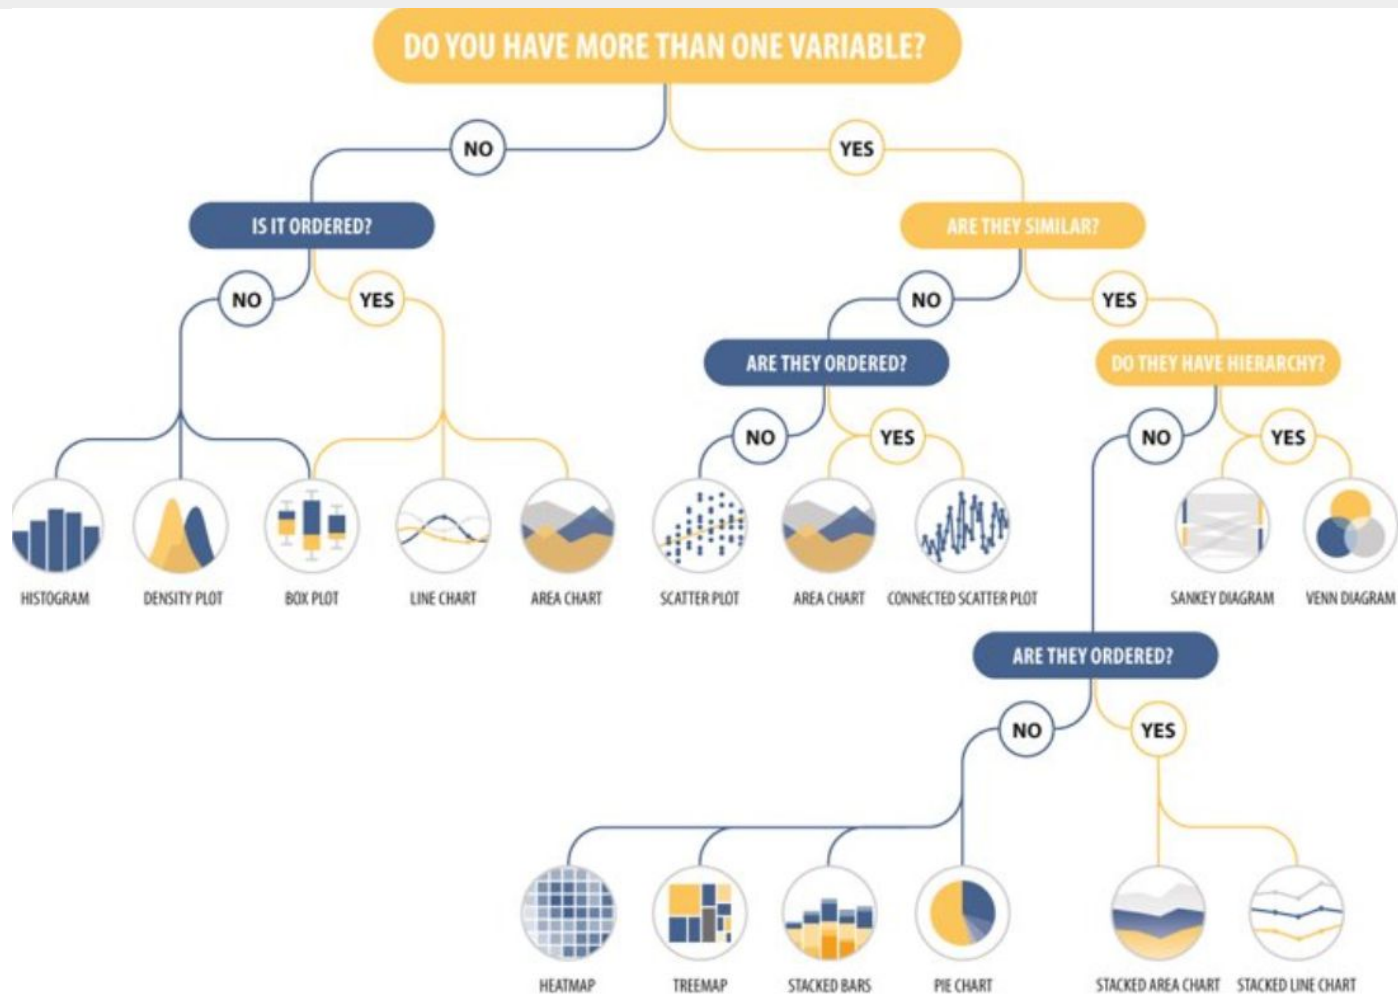 DO YOU HAVE MORE THAN ONE VARIABLE?
NO
YES
IS IT ORDERED?
ARE THEY SIMILAR?
NO
YES
NO
YES
ARE THEY ORDERED?
DO THEY HAVE HIERARCHY?
NO
YES
NO
YES
HISTOGRAM
DENSITY PLOT
BOX PLOT
LINE CHART
AREA CHART
SCATTER PLOT
AREA CHART
CONNECTED SCATTER PLOT
SANKEY DIAGRAM
VENN DIAGRAM
ARE THEY ORDERED?
NO
YES
HEATMAP
TREEMAP
STACKED BARS
PIE CHART
STACKED AREA CHART
STACKED LINE CHART